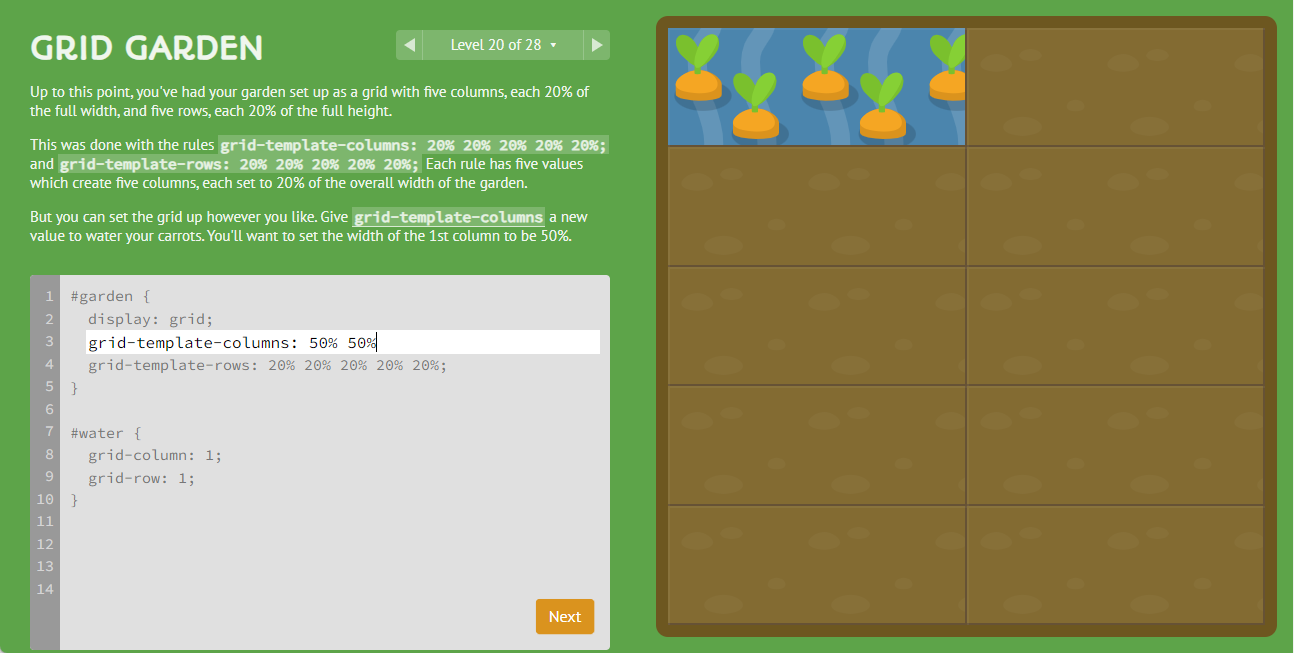 GRID GARDEN
◀ Level 20 of 28 ▾ ▶
Up to this point, you've had your garden set up as a grid with five columns, each 20% of
the full width, and five rows, each 20% of the full height.
This was done with the rules grid-template-columns: 20% 20% 20% 20% 20%;
and grid-template-rows: 20% 20% 20% 20% 20%; Each rule has five values
which create five columns, each set to 20% of the overall width of the garden.
But you can set the grid up however you like. Give grid-template-columns a new
value to water your carrots. You'll want to set the width of the 1st column to be 50%.
1 #garden {
2 display: grid;
3 grid-template-columns: 50% 50%
4 grid-template-rows: 20% 20% 20% 20% 20%;
5 }
6
7 #water {
8 grid-column: 1;
9 grid-row: 1;
10 }
11
12
13
14
Next